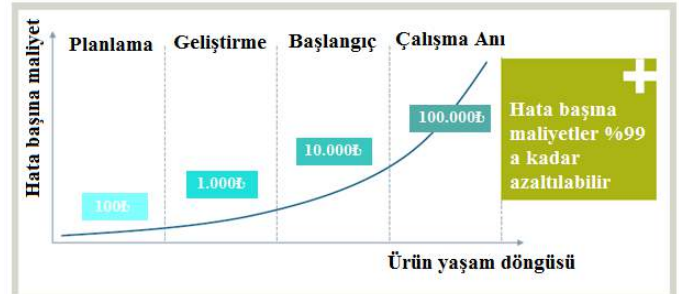 Hata başına maliyet
Planlama
Geliştirme
Başlangıç
Çalışma Anı
100₺
1.000₺
10.000₺
100.000₺
Hata başına
maliyetler %99
a kadar
azaltılabilir
Ürün yaşam döngüsü